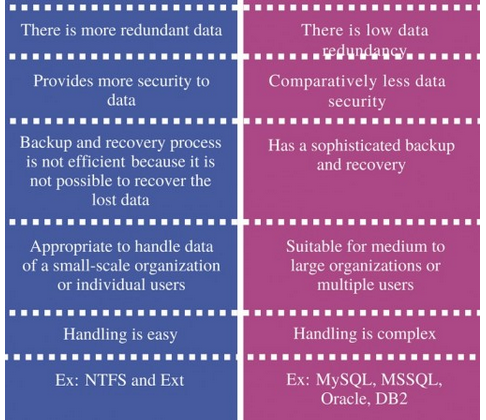 There is more redundant data
There is low data
redundancy
Provides more security to
data
Comparatively less data
security
Backup and recovery process
is not efficient because it is
not possible to recover the
lost data
Has a sophisticated backup
and recovery
Appropriate to handle data
of a small-scale organization
or individual users
Suitable for medium to
large organizations or
multiple users
Handling is easy
Handling is complex
Ex: NTFS and Ext
Ex: MySQL, MSSQL,
Oracle, DB2